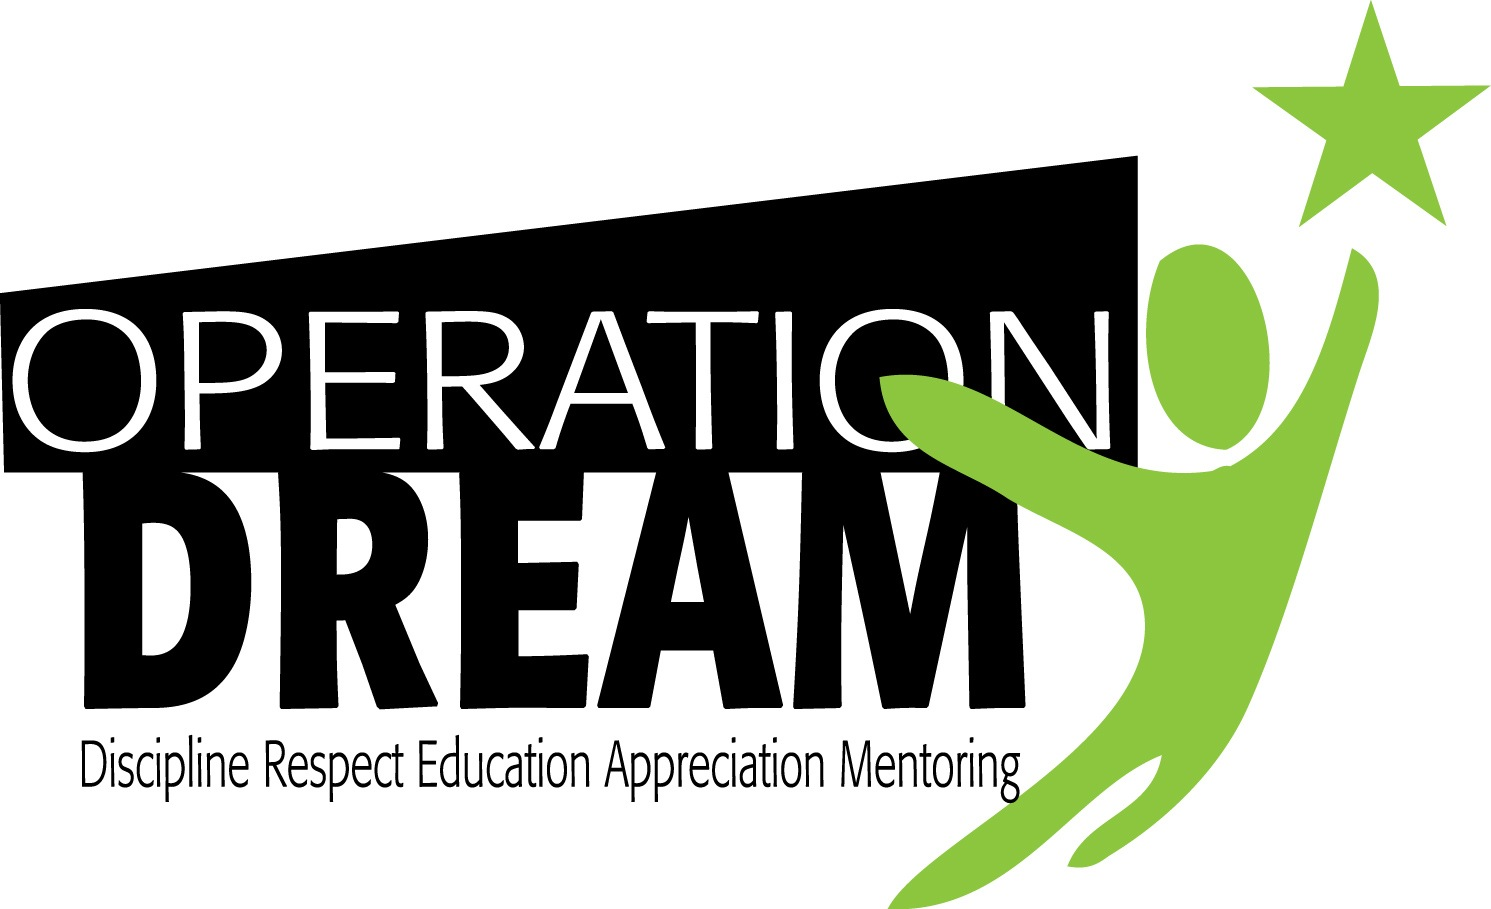 OPERATION
DREAM
Discipline Respect Education Appreciation Mentoring